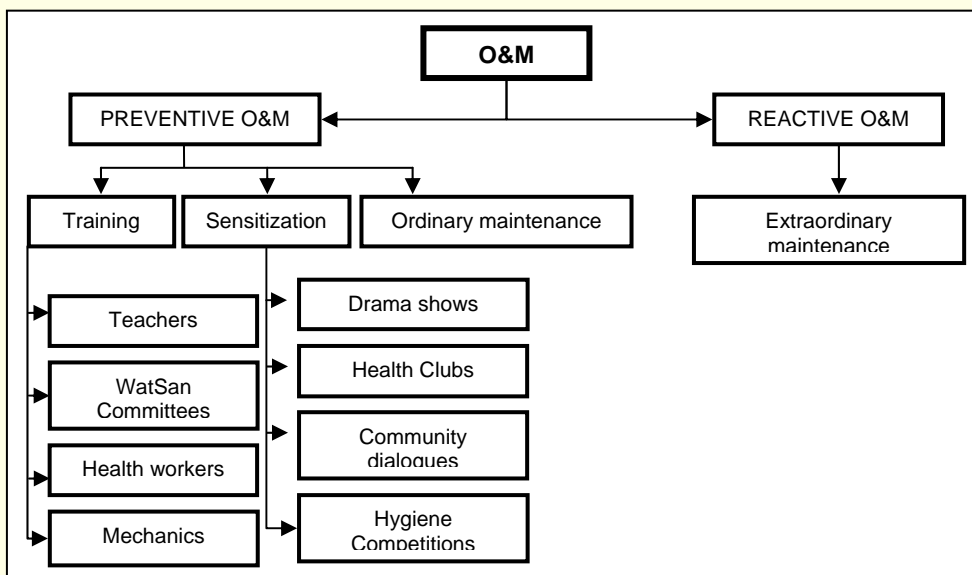 O&M
PREVENTIVE O&M
REACTIVE O&M
Training
Sensitization
Ordinary maintenance
Extraordinary
maintenance
Teachers
WatSan
Committees
Health workers
Mechanics
Drama shows
Health Clubs
Community
dialogues
Hygiene
Competitions